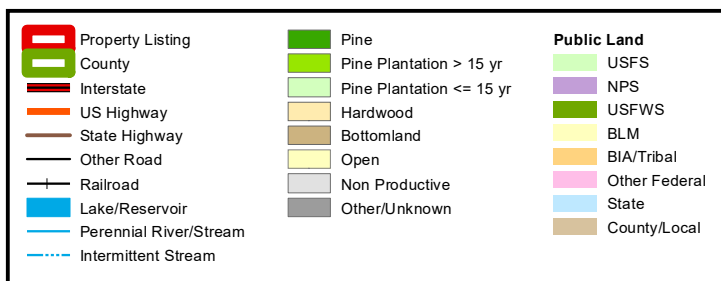 Property Listing
County
Interstate
US Highway
State Highway
Other Road
Railroad
Lake/Reservoir
Perennial River/Stream
Intermittent Stream
Pine
Pine Plantation > 15 yr
Pine Plantation <= 15 yr
Hardwood
Bottomland
Open
Non Productive
Other/Unknown
Public Land
USFS
NPS
USFWS
BLM
BIA/Tribal
Other Federal
State
County/Local